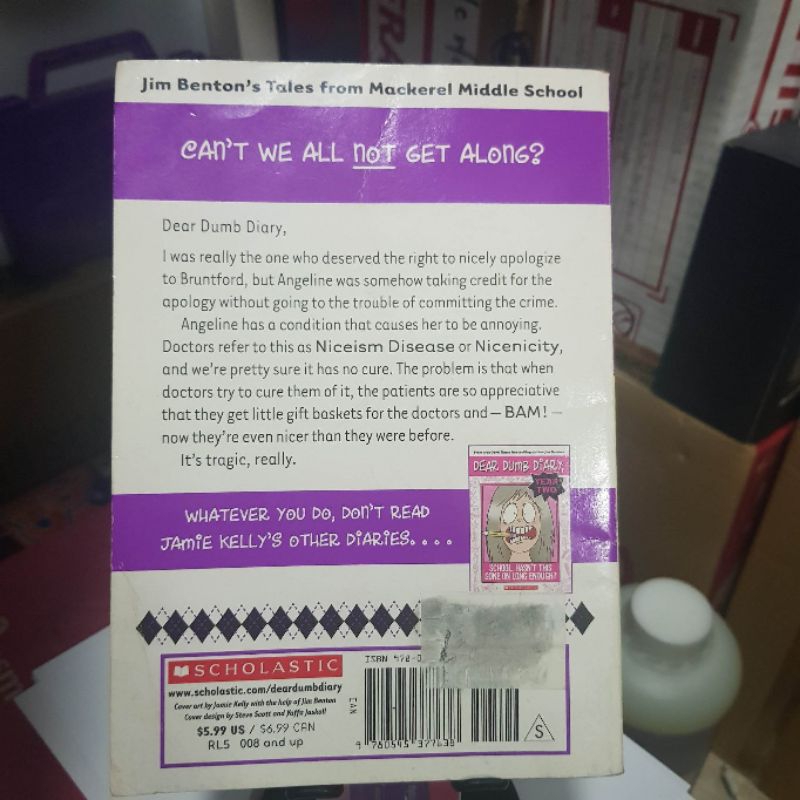 Jim Benton's Tales from Mackerel Middle School
CAN'T WE ALL NOT GET ALONG?
Dear Dumb Diary,
I was really the one who deserved the right to nicely apologize
to Bruntford, but Angeline was somehow taking credit for the
apology without going to the trouble of committing the crime.
Angeline has a condition that causes her to be annoying.
Doctors refer to this as Niceism Disease or Nicenicity,
and we're pretty sure it has no cure. The problem is that when
doctors try to cure them of it, the patients are so appreciative
that they get little gift baskets for the doctors and — BAM! —
now they're even nicer than they were before.
It's tragic, really.
DEAR DUMB DIARY,
YEAR TWO
SCHOOL. HASN'T THIS
GONE ON LONG ENOUGH?
WHATEVER YOU DO, DON'T READ
JAMIE KELLY'S OTHER DIARIES....
SCHOLASTIC
www.scholastic.com/deardumbdiary
Cover art by Jamie Kelly with the help of Jim Benton
Cover design by Steve Scott and Yaffa Jaskoll
$5.99 US / $6.99 CAN
RL5 008 and up
ISBN 978-0
EAN
9 780545 377638
S